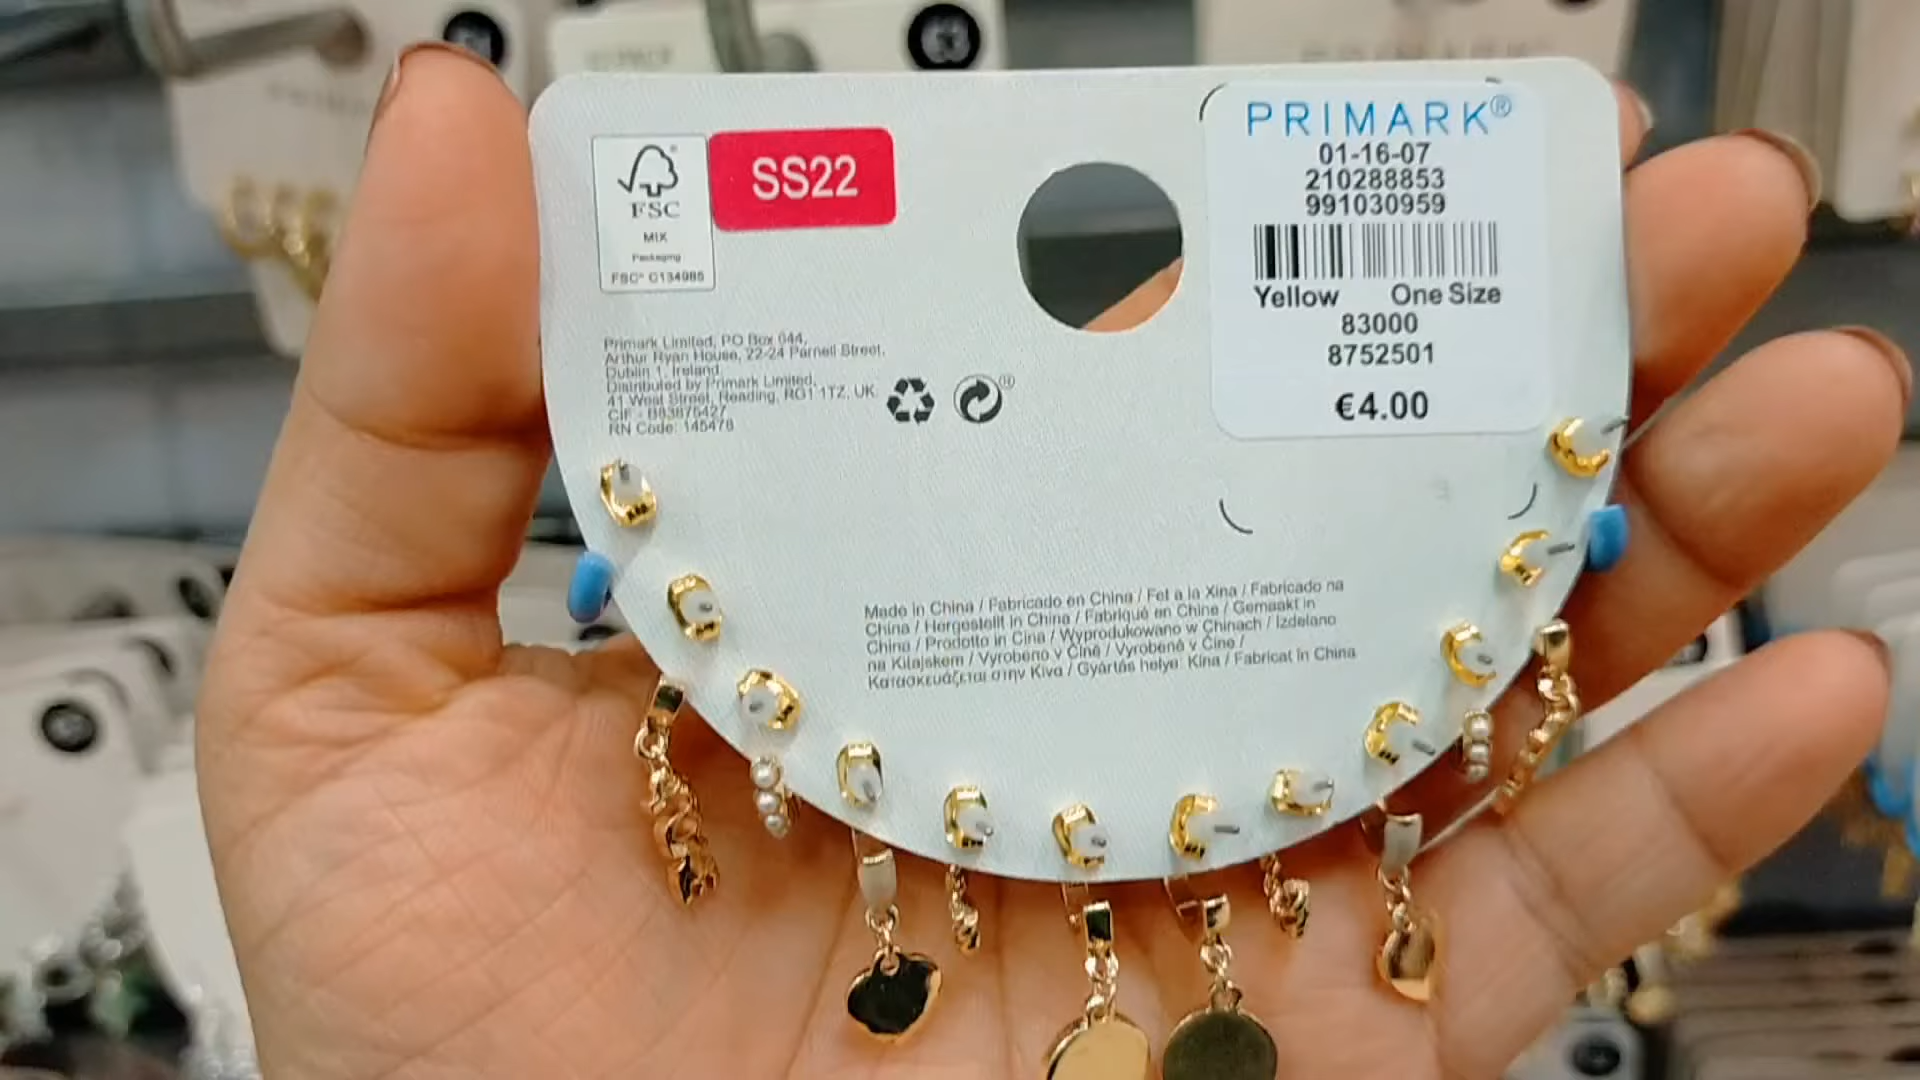 FSC
MIX
Packaging
FSC® C134985
SS22
PRIMARK®
01-16-07
210288853
991030959
Yellow One Size
83000
8752501
€4.00
Primark Limited, PO Box 644,
Arthur Ryan House, 22-24 Parnell Street,
Dublin 1, Ireland.
Distributed by Primark Limited,
41 West Street, Reading, RG1 1TZ, UK
CIF - B83875427
RN Code: 145478
Made in China / Fabricado en China / Fet a la Xina / Fabricado na
China / Hergestellt in China / Fabriqué en Chine / Gemaakt in
China / Prodotto in Cina / Wyprodukowano w Chinach / Izdelano
na Kitajskem / Vyrobeno v Číně / Vyrobené v Číne /
Κατασκευάζεται στην Κίνα / Gyártás helye: Kína / Fabricat în China